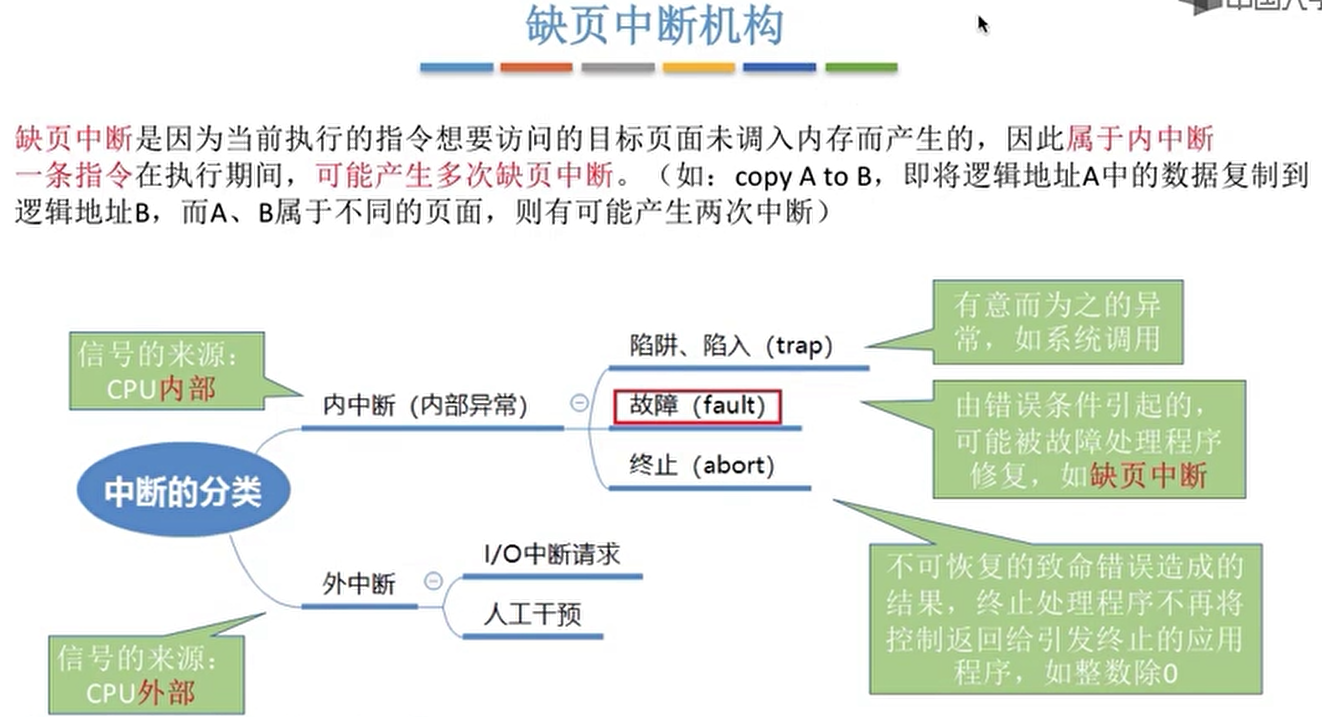 缺页中断机构
缺页中断是因为当前执行的指令想要访问的目标页面未调入内存而产生的，因此属于内中断
一条指令在执行期间，可能产生多次缺页中断。（如：copy A to B，即将逻辑地址A中的数据复制到
逻辑地址B，而A、B属于不同的页面，则有可能产生两次中断）
信号的来源：
CPU内部
中断的分类
内中断（内部异常）
陷阱、陷入（trap）
有意而为之的异
常，如系统调用
故障（fault）
由错误条件引起的，
可能被故障处理程序
修复，如缺页中断
终止（abort）
不可恢复的致命错误造成的
结果，终止处理程序不再将
控制返回给引发终止的应用
程序，如整数除0
外中断
I/O中断请求
人工干预
信号的来源：
CPU外部